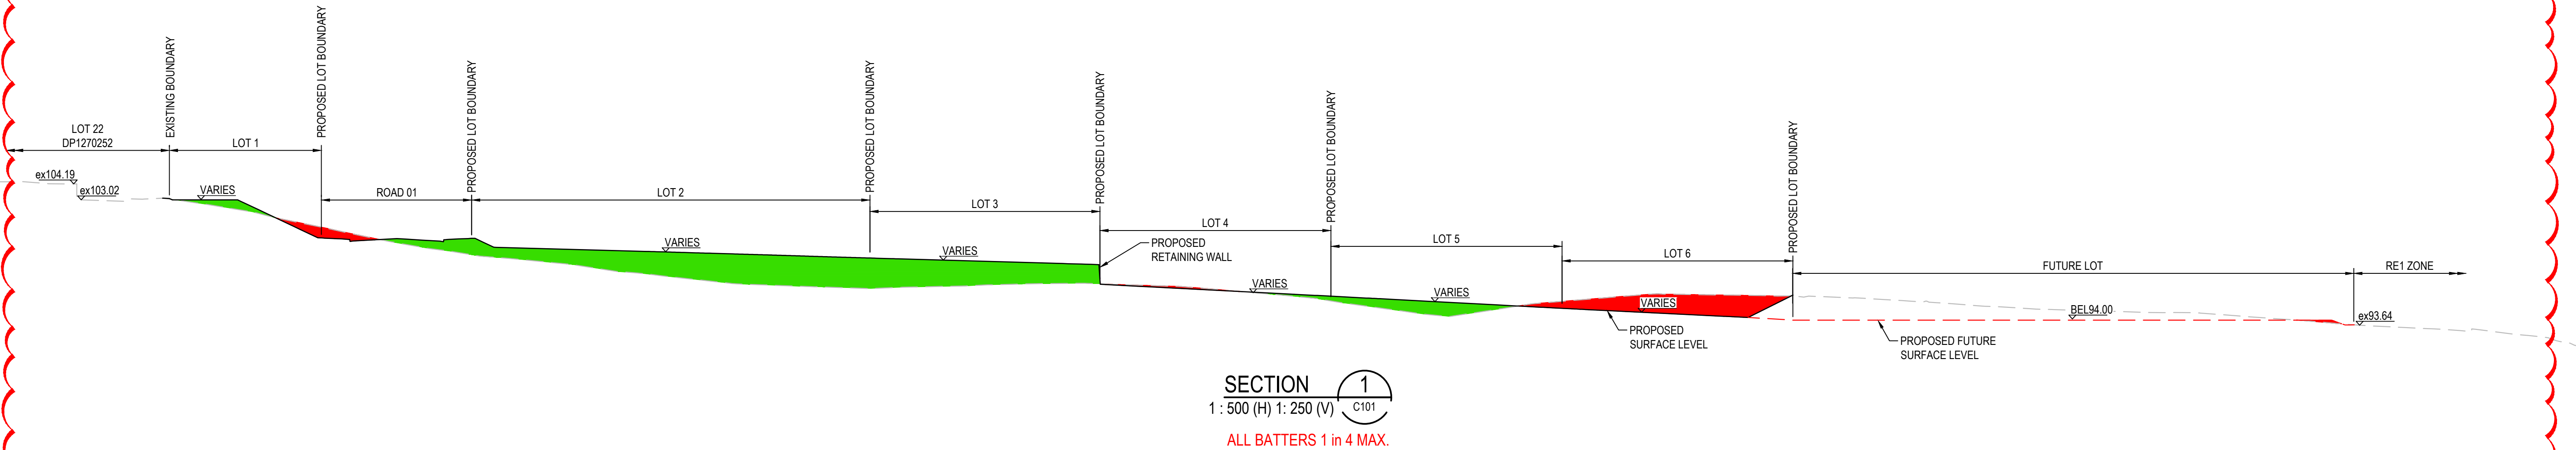 EXISTING BOUNDARY
PROPOSED LOT BOUNDARY
PROPOSED LOT BOUNDARY
PROPOSED LOT BOUNDARY
PROPOSED LOT BOUNDARY
PROPOSED LOT BOUNDARY
PROPOSED LOT BOUNDARY
LOT 22
DP1270252
LOT 1
ROAD 01
LOT 2
LOT 3
LOT 4
LOT 5
LOT 6
FUTURE LOT
RE1 ZONE
ex104.19
ex103.02
VARIES
VARIES
VARIES
PROPOSED
RETAINING WALL
VARIES
VARIES
VARIES
PROPOSED
SURFACE LEVEL
BEL94.00
ex93.64
PROPOSED FUTURE
SURFACE LEVEL
SECTION 1
1 : 500 (H) 1: 250 (V) C101
ALL BATTERS 1 in 4 MAX.